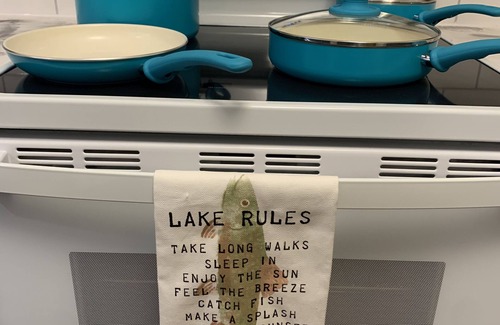 LAKE RULES
TAKE LONG WALKS
SLEEP IN
ENJOY THE SUN
FEEL THE BREEZE
CATCH FISH
MAKE A SPLASH